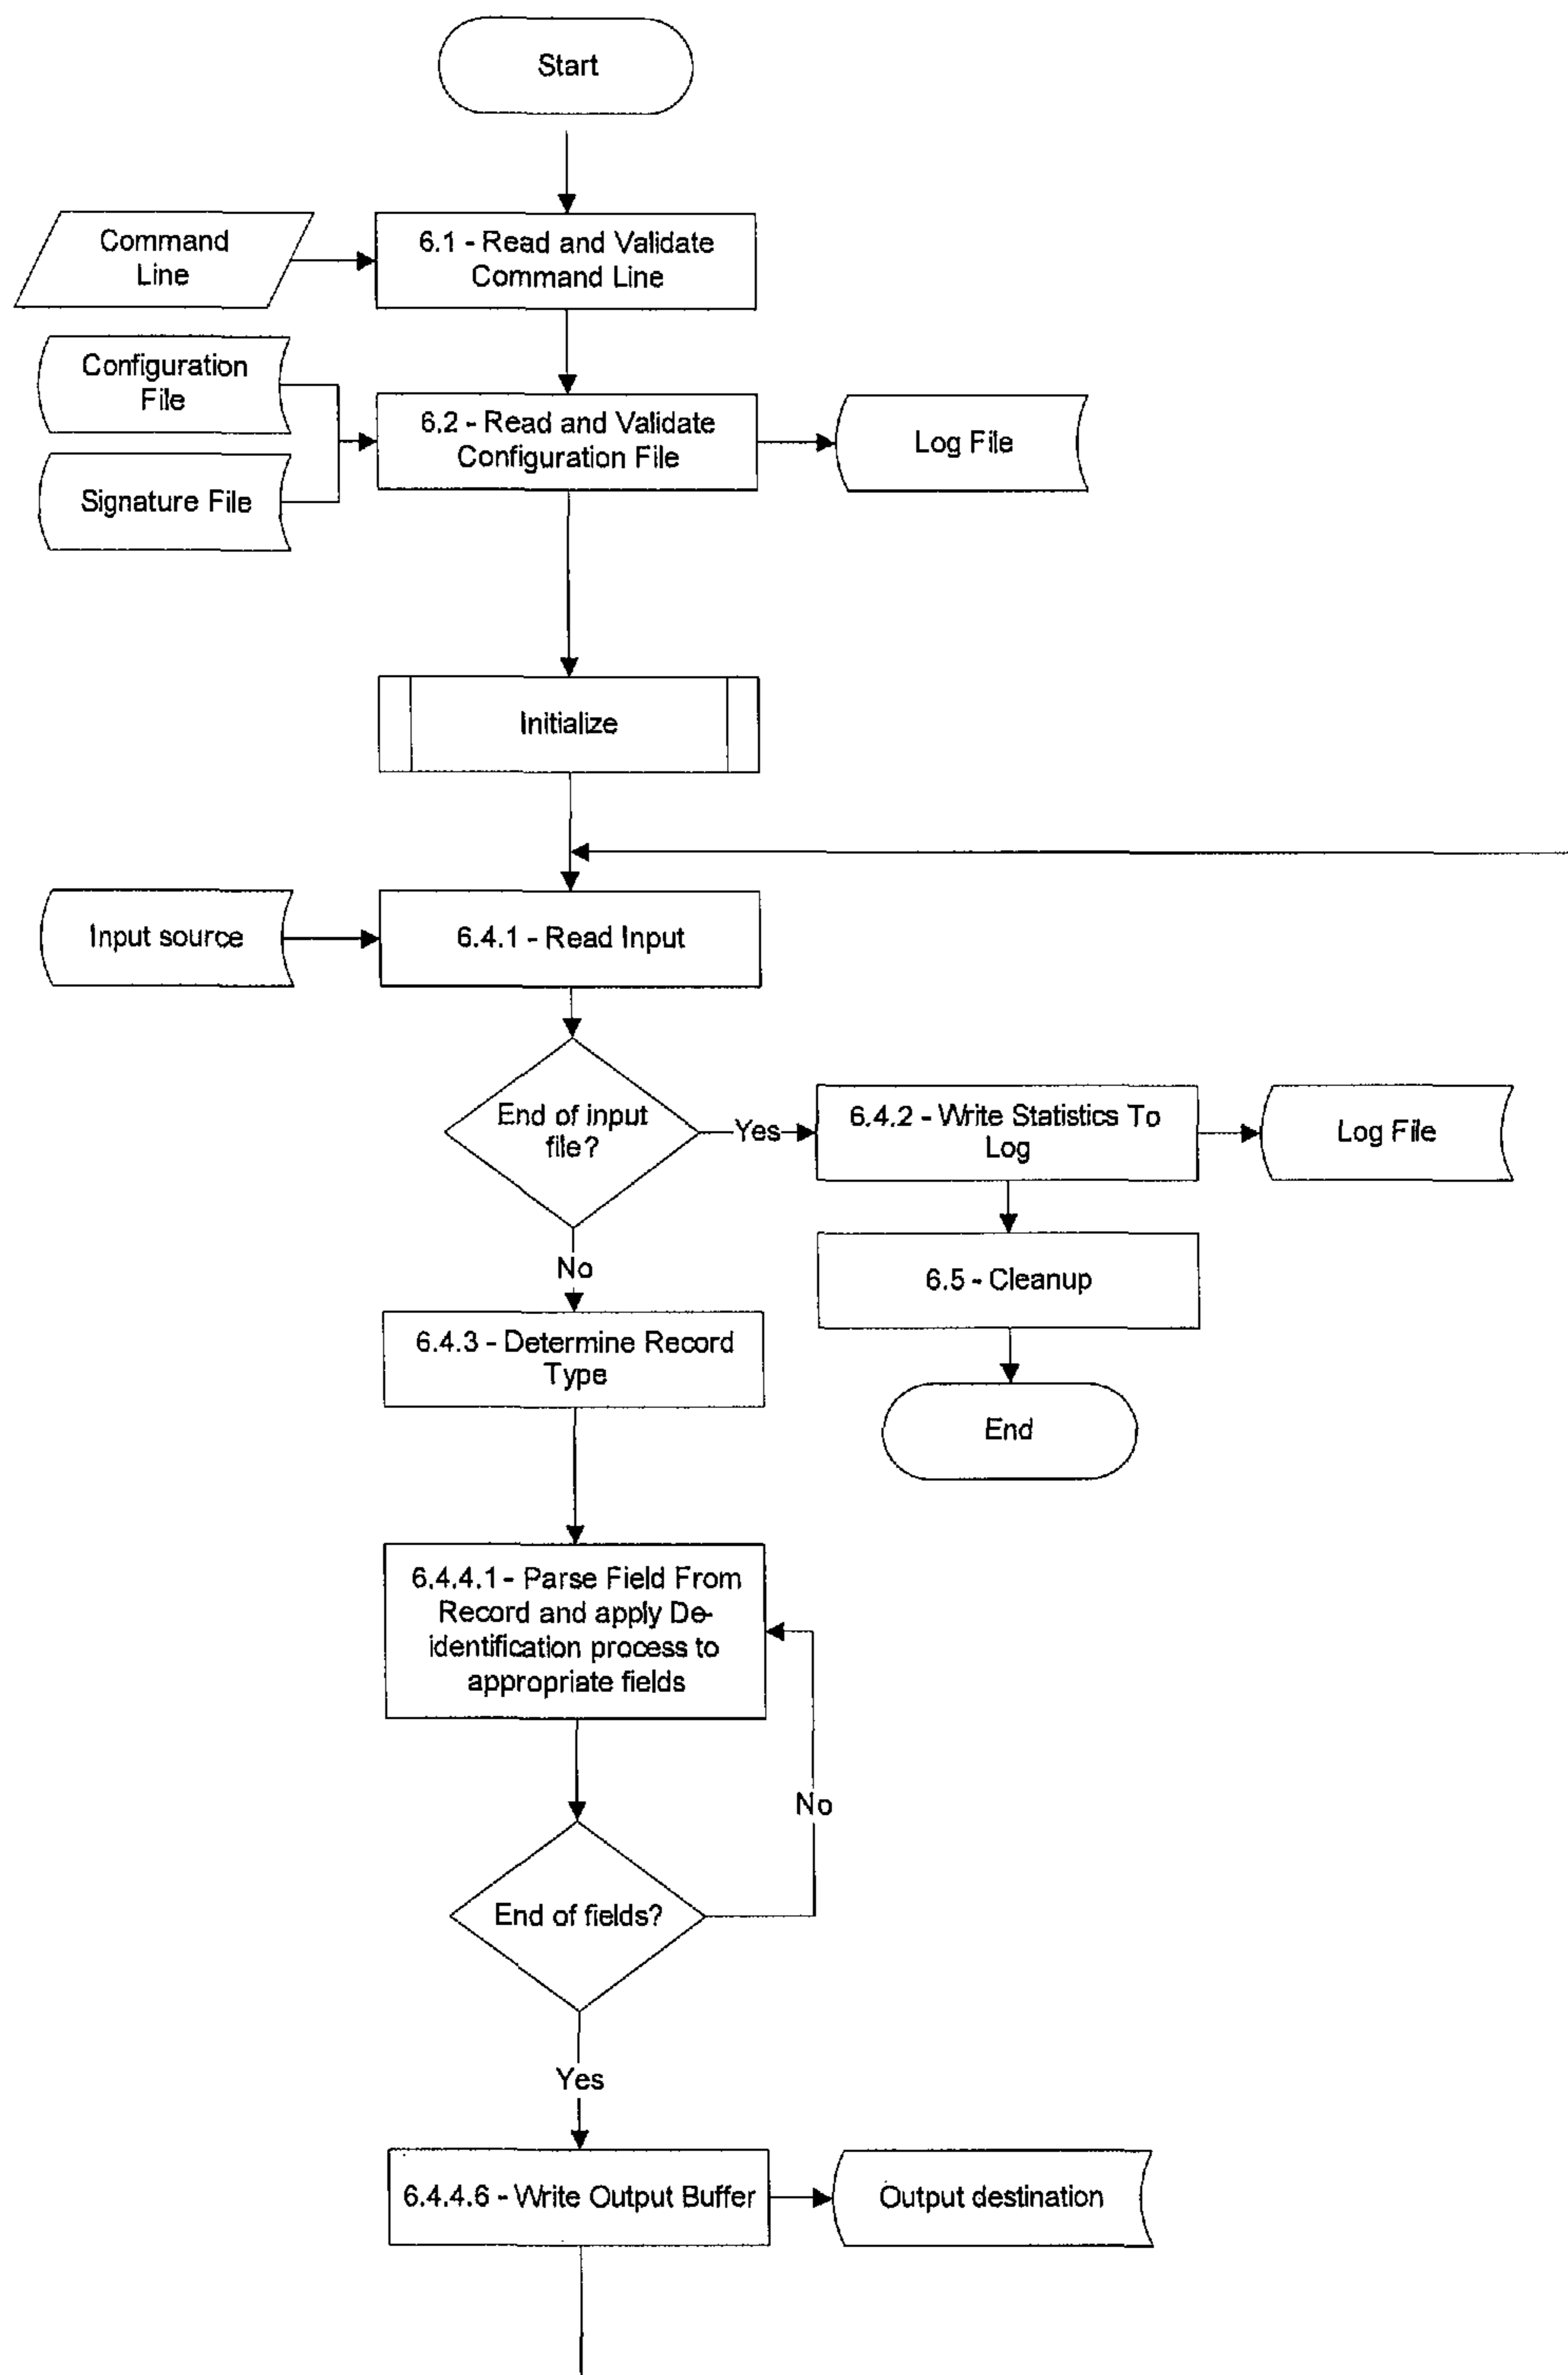 Start
Command
Line
6.1 - Read and Validate
Command Line
Configuration
File
6.2 - Read and Validate
Configuration File
Log File
Signature File
Initialize
Input source
6.4.1 - Read Input
End of input
file?
Yes
6.4.2 - Write Statistics To
Log
Log File
No
6.5 - Cleanup
6.4.3 - Determine Record
Type
End
6.4.4.1 - Parse Field From
Record and apply De-
identification process to
appropriate fields
No
End of fields?
Yes
6.4.4.6 - Write Output Buffer
Output destination